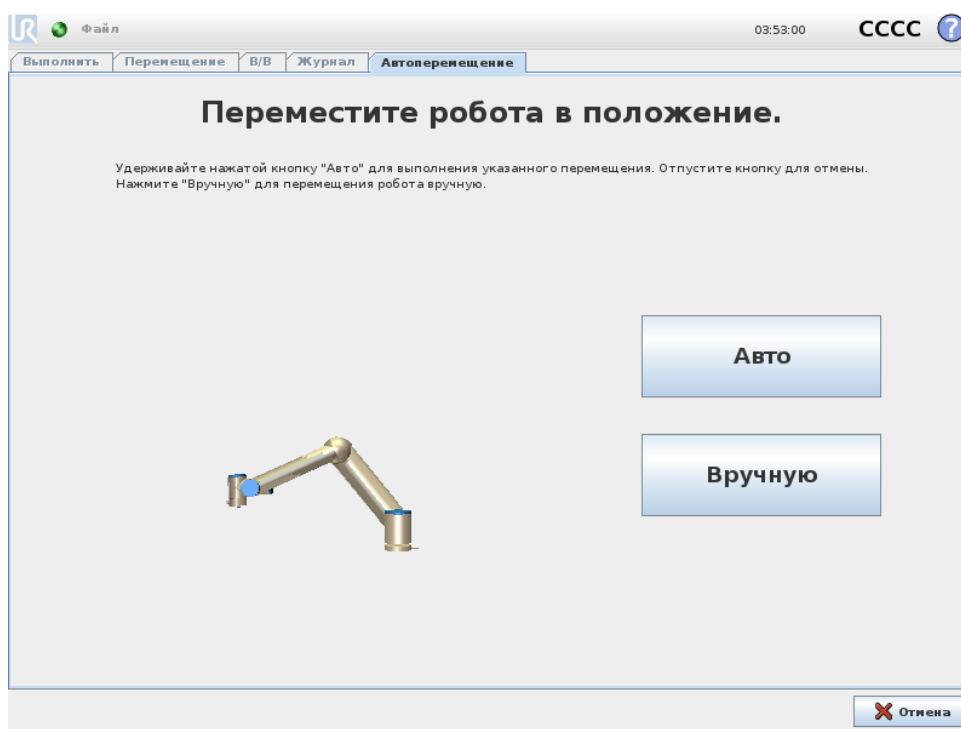 UR Файл 03:53:00 CCCC ?
Выполнить Перемещение В/В Журнал Автоперемещение
Переместите робота в положение.
Удерживайте нажатой кнопку "Авто" для выполнения указанного перемещения. Отпустите кнопку для отмены.
Нажмите "Вручную" для перемещения робота вручную.
Авто
Вручную
Отмена